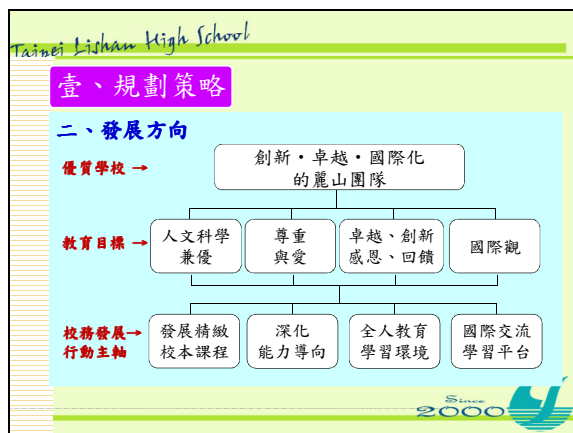 Taipei Lishan High School
壹、規劃策略
二、發展方向
優質學校 →
創新・卓越・國際化
的麗山團隊
教育目標 →
人文科學
兼優
尊重
與愛
卓越、創新
感恩、回饋
國際觀
校務發展→
行動主軸
發展精緻
校本課程
深化
能力導向
全人教育
學習環境
國際交流
學習平台
Since
2000